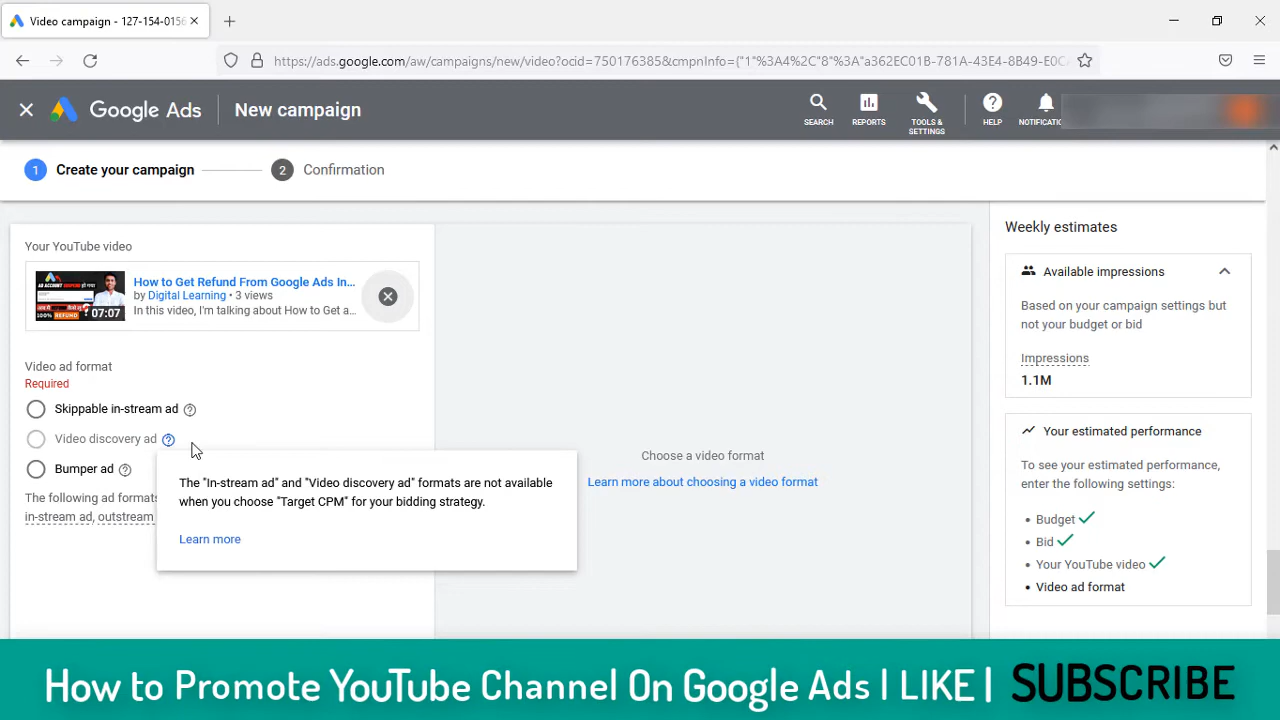 Video campaign - 127-154-0156
https://ads.google.com/aw/campaigns/new/video?ocid=750176385&cmpnInfo={"1"%3A4%2C"8"%3A"a362EC01B-781A-43E4-8B49-E0CA
Google Ads
New campaign
SEARCH
REPORTS
TOOLS &
SETTINGS
HELP
NOTIFICATIO
1 Create your campaign
2 Confirmation
Your YouTube video
How to Get Refund From Google Ads In...
by Digital Learning • 3 views
In this video, I'm talking about How to Get a...
07:07
100% REFUND
Video ad format
Required
Skippable in-stream ad
Video discovery ad
Bumper ad
The following ad formats
in-stream ad, outstream
The "In-stream ad" and "Video discovery ad" formats are not available
when you choose "Target CPM" for your bidding strategy.
Learn more
Choose a video format
Learn more about choosing a video format
Weekly estimates
Available impressions
Based on your campaign settings but
not your budget or bid
Impressions
1.1M
Your estimated performance
To see your estimated performance,
enter the following settings:
• Budget
• Bid
• Your YouTube video
• Video ad format
How to Promote YouTube Channel On Google Ads | LIKE | SUBSCRIBE